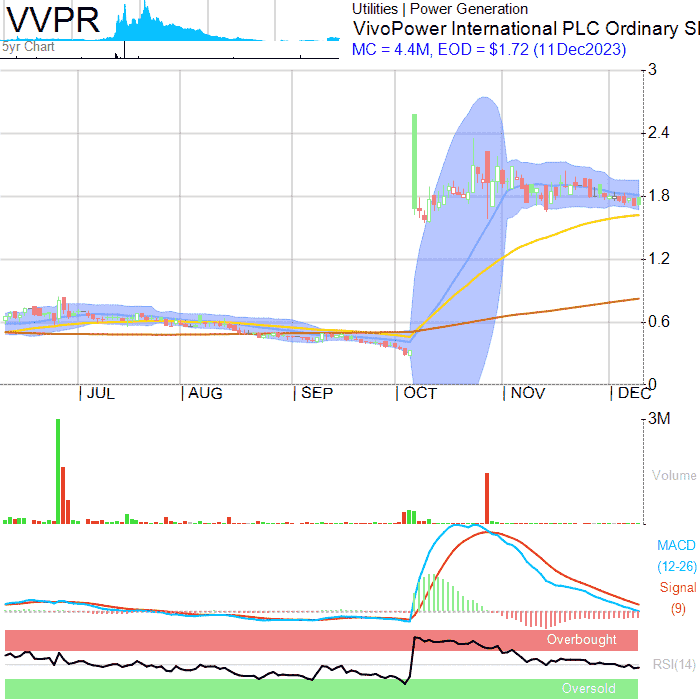 VVPR
5yr Chart
Utilities | Power Generation
VivoPower International PLC Ordinary S
MC = 4.4M, EOD = $1.72 (11Dec2023)
3
2.4
1.8
1.2
0.6
0
| JUL | AUG | SEP | OCT | NOV | DEC
3M
Volume
MACD
(12-26)
Signal
(9)
Overbought
RSI(14)
Oversold